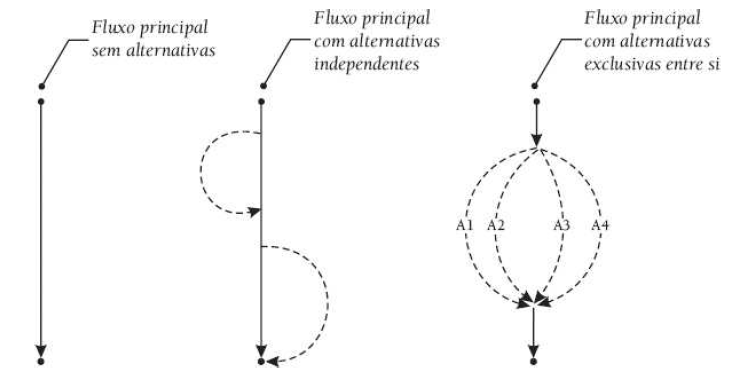 Fluxo principal
sem alternativas
Fluxo principal
com alternativas
independentes
Fluxo principal
com alternativas
exclusivas entre si
A1 A2 A3 A4